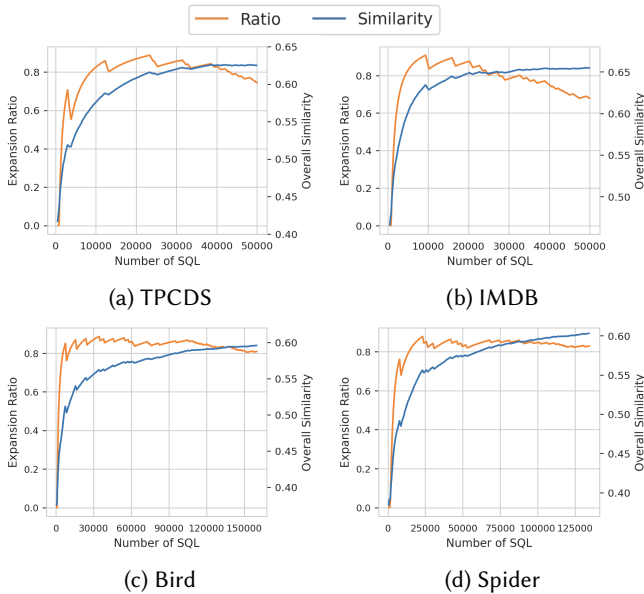 Ratio Similarity
0.8
0.6
0.4
0.2
0.0
Expansion Ratio
0.65
0.60
0.55
0.50
0.45
0.40
Overall Similarity
0 10000 20000 30000 40000 50000
Number of SQL
(a) TPCDS
0.8
0.6
0.4
0.2
0.0
Expansion Ratio
0.65
0.60
0.55
0.50
Overall Similarity
0 10000 20000 30000 40000 50000
Number of SQL
(b) IMDB
0.8
0.6
0.4
0.2
0.0
Expansion Ratio
0.60
0.55
0.50
0.45
0.40
Overall Similarity
0 30000 60000 90000 120000 150000
Number of SQL
(c) Bird
0.8
0.6
0.4
0.2
0.0
Expansion Ratio
0.60
0.55
0.50
0.45
0.40
Overall Similarity
0 25000 50000 75000 100000 125000
Number of SQL
(d) Spider